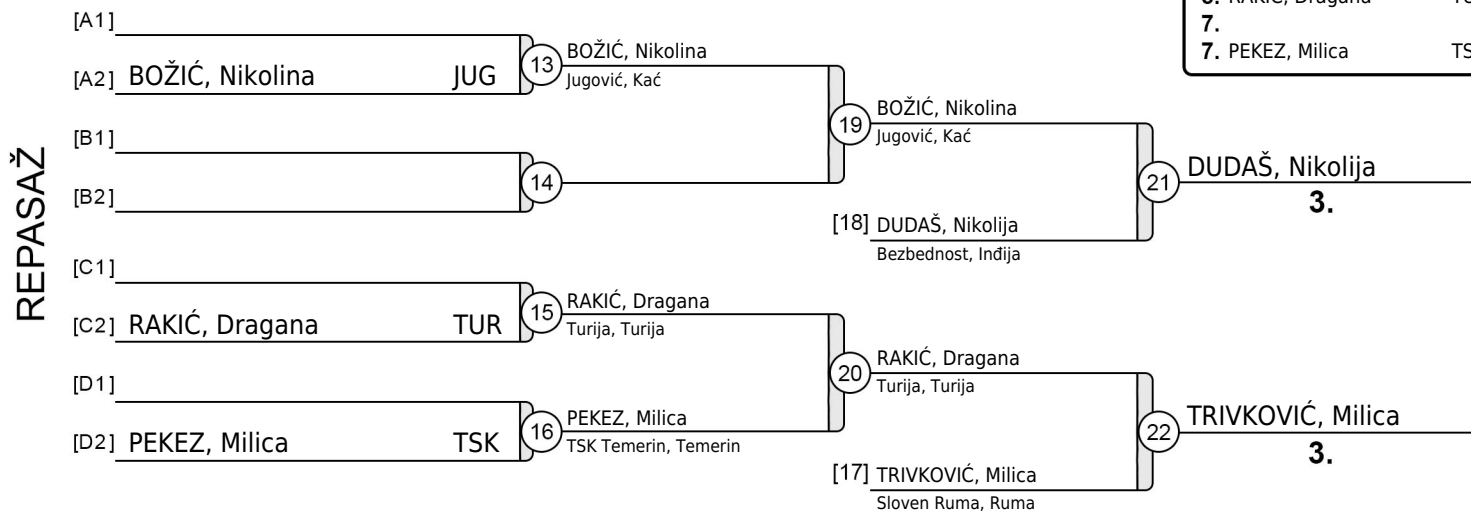 RAKIĆ, Dragana
7.
7. PEKEZ, Milica TS
REPASAŽ
[A1]
[A2] BOŽIĆ, Nikolina JUG
[B1]
[B2]
[C1]
[C2] RAKIĆ, Dragana TUR
[D1]
[D2] PEKEZ, Milica TSK
13 BOŽIĆ, Nikolina
Jugović, Kać
14
15 RAKIĆ, Dragana
Turija, Turija
16 PEKEZ, Milica
TSK Temerin, Temerin
19 BOŽIĆ, Nikolina
Jugović, Kać
[18] DUDAŠ, Nikolija
Bezbednost, Inđija
20 RAKIĆ, Dragana
Turija, Turija
[17] TRIVKOVIĆ, Milica
Sloven Ruma, Ruma
21 DUDAŠ, Nikolija
3.
22 TRIVKOVIĆ, Milica
3.